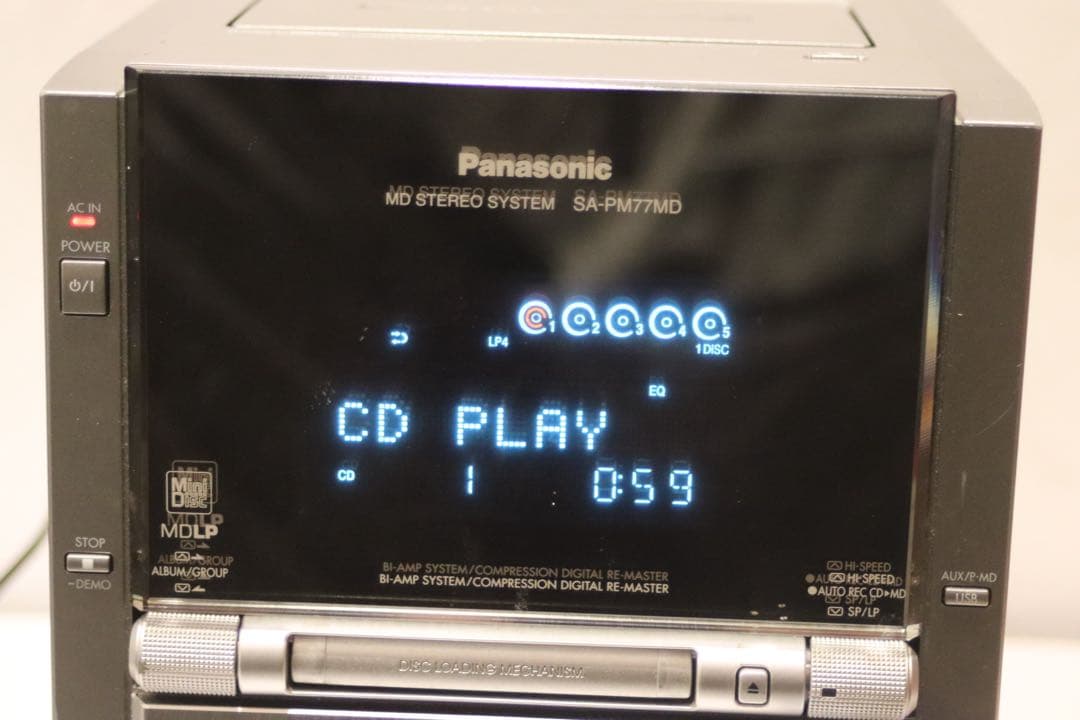 Panasonic
MD STEREO SYSTEM SA-PM77MD
AC IN
POWER
⏻/I
1 2 3 4 5
LP4
1 DISC
EQ
CD PLAY
CD 1 0:59
Mini
Disc
MDLP
STOP
-DEMO
ALBUM/GROUP
BI-AMP SYSTEM/COMPRESSION DIGITAL RE-MASTER
HI-SPEED
●AUTO REC CD▶MD
SP/LP
AUX/P·MD
USB
DISC LOADING MECHANISM